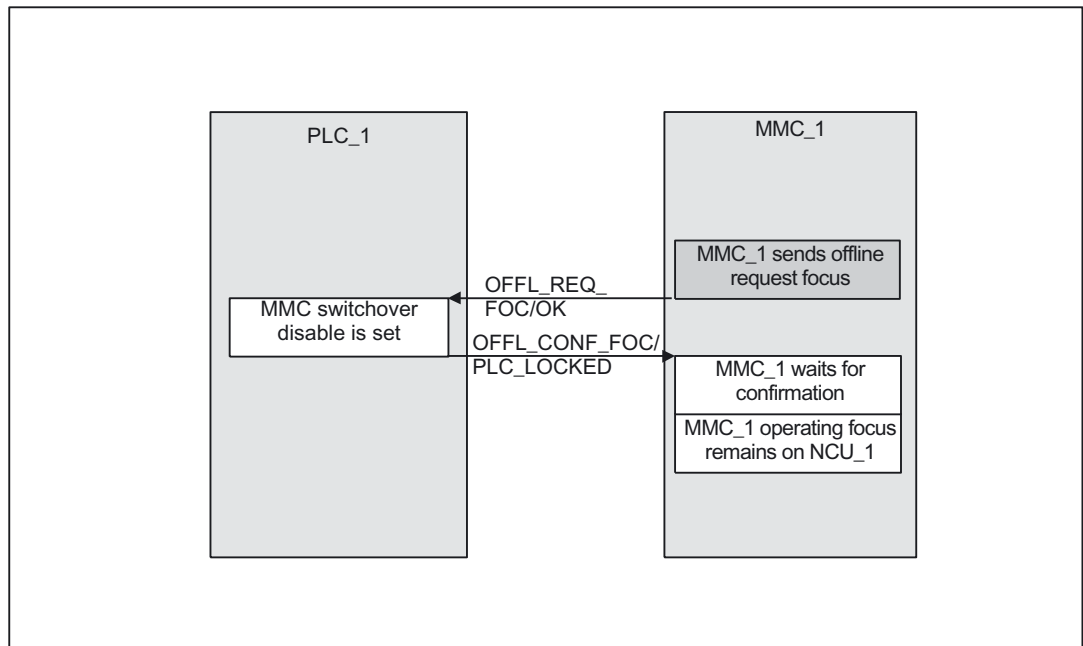 PLC_1
MMC_1
MMC_1 sends offline
request focus
OFFL_REQ_
FOC/OK
MMC switchover
disable is set
OFFL_CONF_FOC/
PLC_LOCKED
MMC_1 waits for
confirmation
MMC_1 operating focus
remains on NCU_1